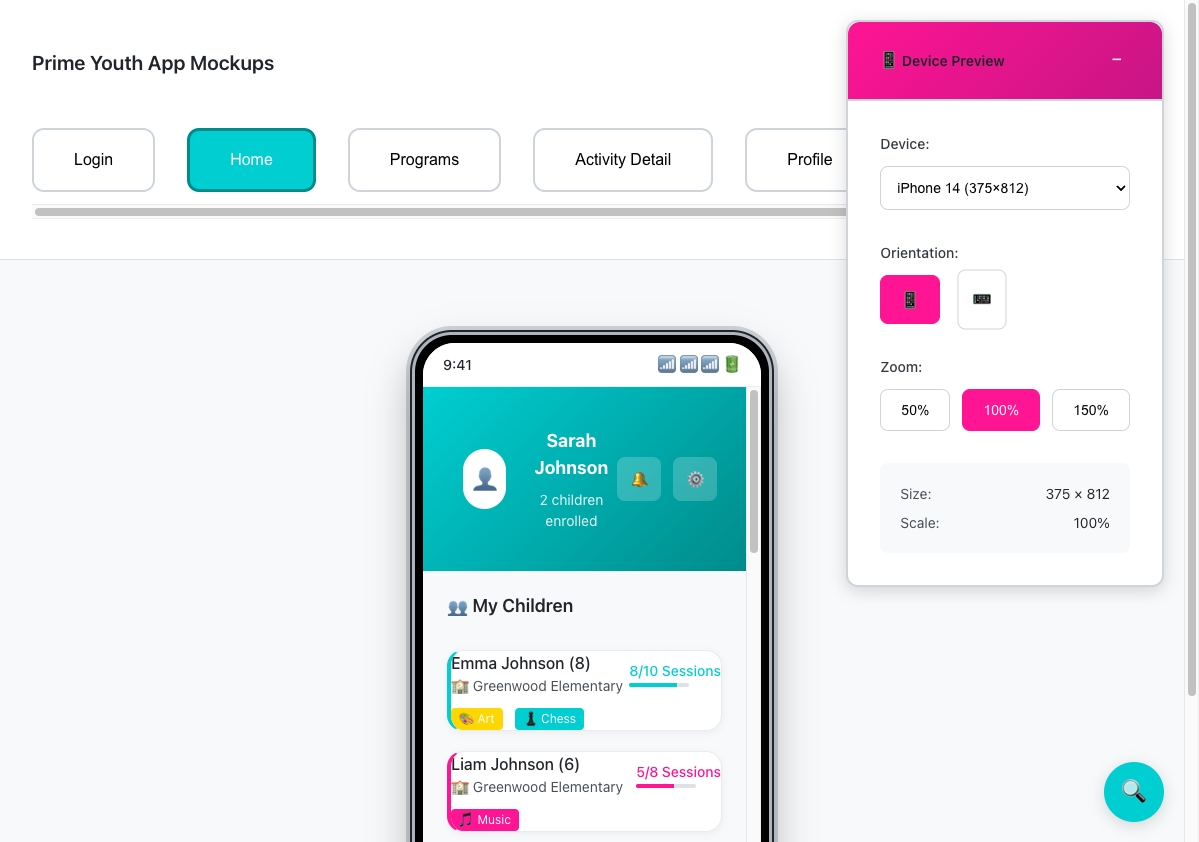 Prime Youth App Mockups
Login
Home
Programs
Activity Detail
Profile
Device Preview
−
Device:
iPhone 14 (375×812)
Orientation:
Zoom:
50%
100%
150%
Size:
375 × 812
Scale:
100%
9:41
Sarah
Johnson
2 children
enrolled
My Children
Emma Johnson (8)
Greenwood Elementary
8/10 Sessions
Art
Chess
Liam Johnson (6)
Greenwood Elementary
5/8 Sessions
Music